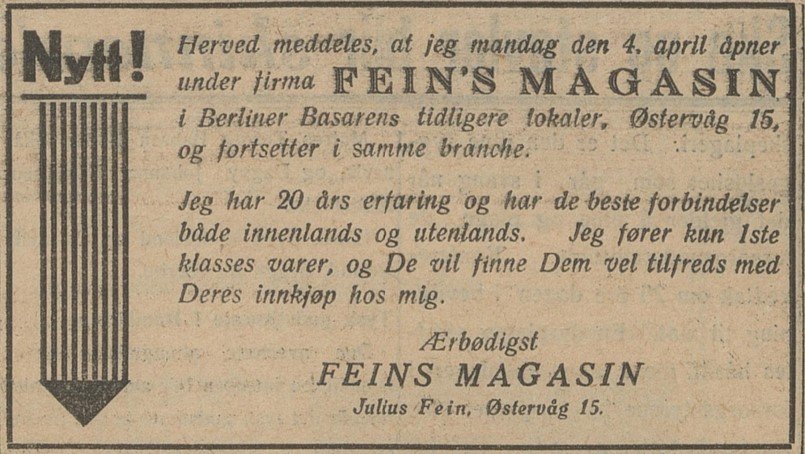 Nytt!
Herved meddeles, at jeg mandag den 4. april åpner
under firma FEIN'S MAGASIN
i Berliner Basarens tidligere lokaler, Østervåg 15,
og fortsetter i samme branche.
Jeg har 20 års erfaring og har de beste forbindelser
både innenlands og utenlands. Jeg fører kun 1ste
klasses varer, og De vil finne Dem vel tilfreds med
Deres innkjøp hos mig.
Ærbødigst
FEINS MAGASIN
Julius Fein, Østervåg 15.